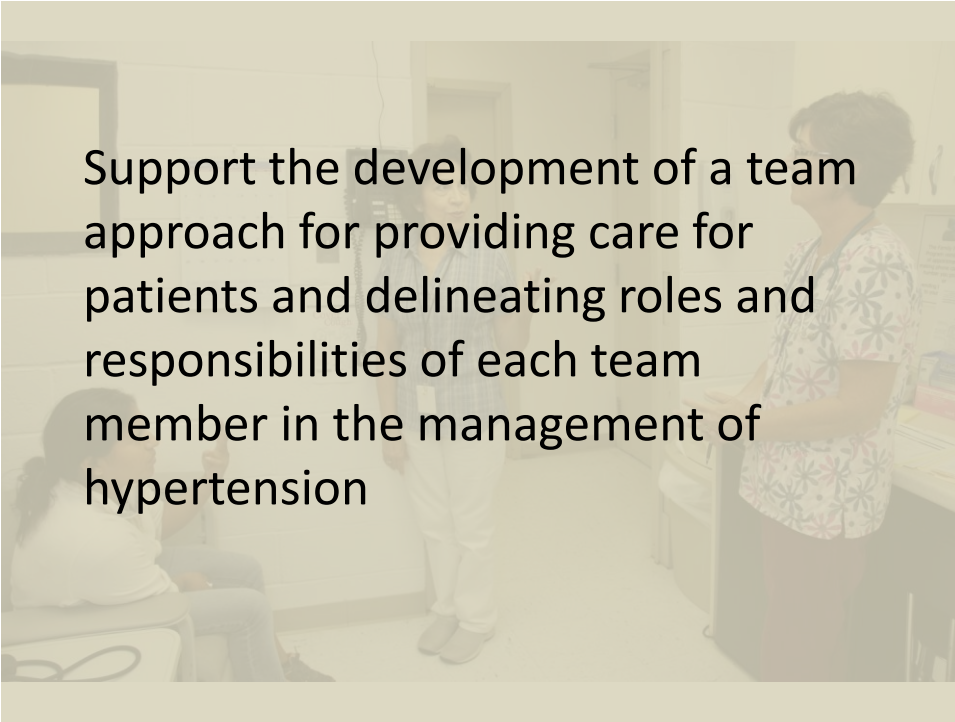 Support the development of a team
approach for providing care for
patients and delineating roles and
responsibilities of each team
member in the management of
hypertension